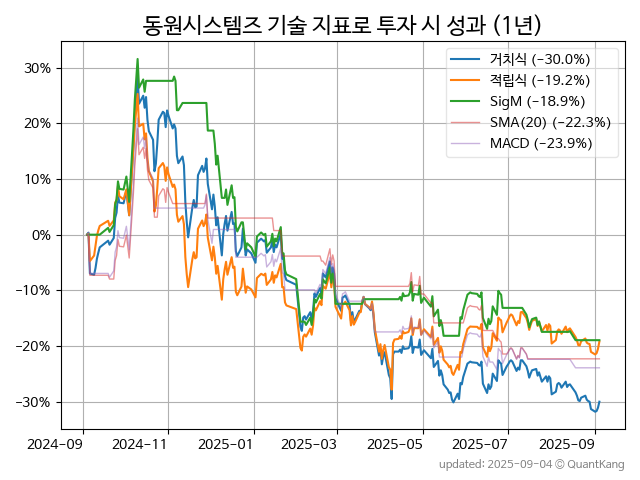 동원시스템즈 기술 지표로 투자 시 성과 (1년)
거치식 (−30.0%)
적립식 (−19.2%)
SigM (−18.9%)
SMA(20) (−22.3%)
MACD (−23.9%)
30%
20%
10%
0%
−10%
−20%
−30%
2024-09 2024-11 2025-01 2025-03 2025-05 2025-07 2025-09
updated: 2025-09-04 © QuantKang